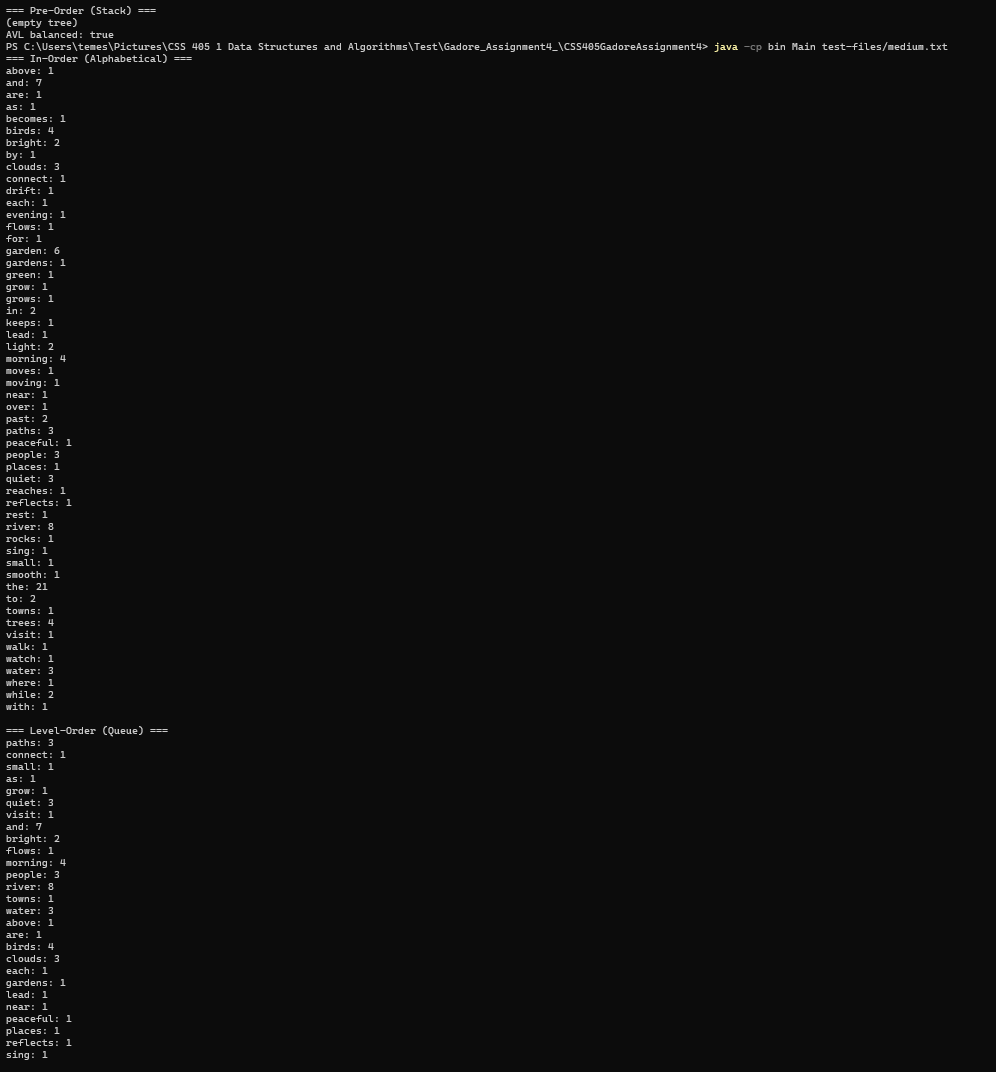 === Pre-Order (Stack) ===
(empty tree)
AVL balanced: true
PS C:\Users\temes\Pictures\CSS 405 1 Data Structures and Algorithms\Test\Gadore_Assignment4_\CSS405GadoreAssignment4> java -cp bin Main test-files/medium.txt
=== In-Order (Alphabetical) ===
above: 1
and: 7
are: 1
as: 1
becomes: 1
birds: 4
bright: 2
by: 1
clouds: 3
connect: 1
drift: 1
each: 1
evening: 1
flows: 1
for: 1
garden: 6
gardens: 1
green: 1
grow: 1
grows: 1
in: 2
keeps: 1
lead: 1
light: 2
morning: 4
moves: 1
moving: 1
near: 1
over: 1
past: 2
paths: 3
peaceful: 1
people: 3
places: 1
quiet: 3
reaches: 1
reflects: 1
rest: 1
river: 8
rocks: 1
sing: 1
small: 1
smooth: 1
the: 21
to: 2
towns: 1
trees: 4
visit: 1
walk: 1
watch: 1
water: 3
where: 1
while: 2
with: 1
=== Level-Order (Queue) ===
paths: 3
connect: 1
small: 1
as: 1
grow: 1
quiet: 3
visit: 1
and: 7
bright: 2
flows: 1
morning: 4
people: 3
river: 8
towns: 1
water: 3
above: 1
are: 1
birds: 4
clouds: 3
each: 1
gardens: 1
lead: 1
near: 1
peaceful: 1
places: 1
reflects: 1
sing: 1